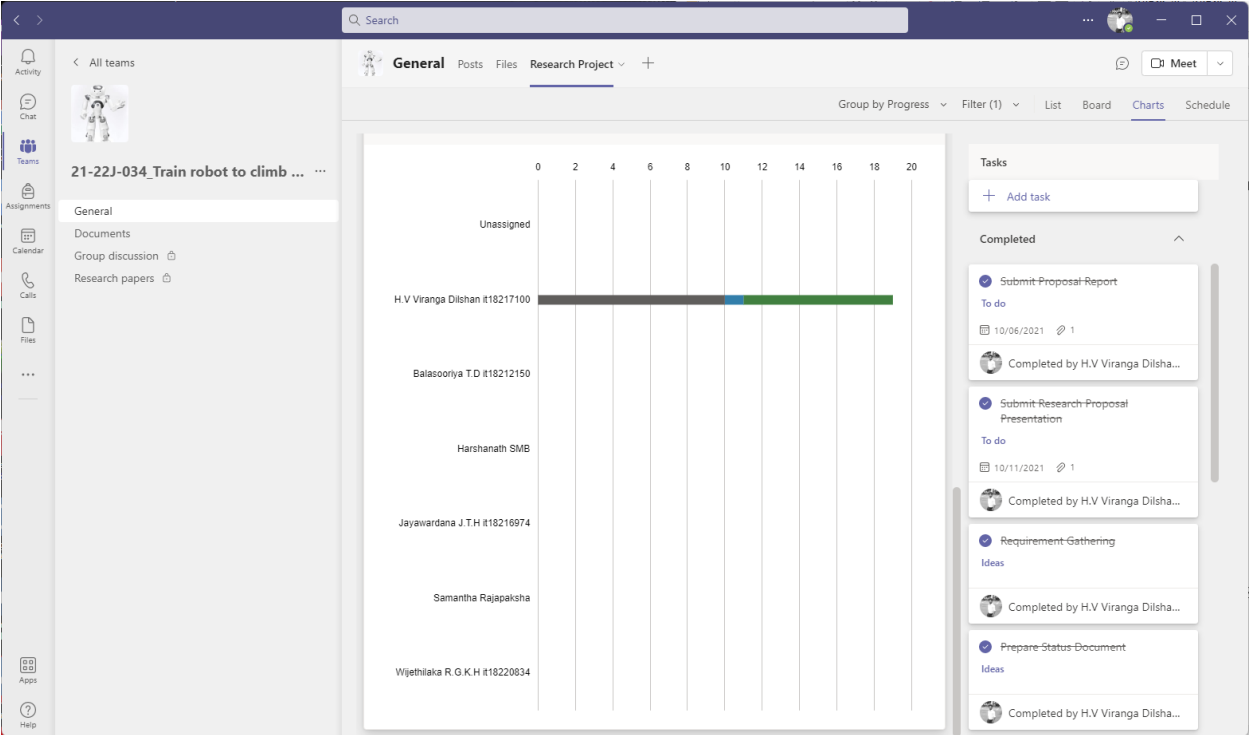 Search
Activity
Chat
Teams
Assignments
Calendar
Calls
Files
Apps
Help
All teams
21-22J-034_Train robot to climb ...
General
Documents
Group discussion
Research papers
General Posts Files Research Project
Meet
Group by Progress Filter (1) List Board Charts Schedule
0 2 4 6 8 10 12 14 16 18 20
Unassigned
H.V Viranga Dilshan it18217100
Balasooriya T.D it18212150
Harshanath SMB
Jayawardana J.T.H it18216974
Samantha Rajapaksha
Wijethilaka R.G.K.H it18220834
Tasks
Add task
Completed
Submit Proposal Report
To do
10/06/2021 1
Completed by H.V Viranga Dilsha...
Submit Research Proposal
Presentation
To do
10/11/2021 1
Completed by H.V Viranga Dilsha...
Requirement Gathering
Ideas
Completed by H.V Viranga Dilsha...
Prepare Status Document
Ideas
Completed by H.V Viranga Dilsha...